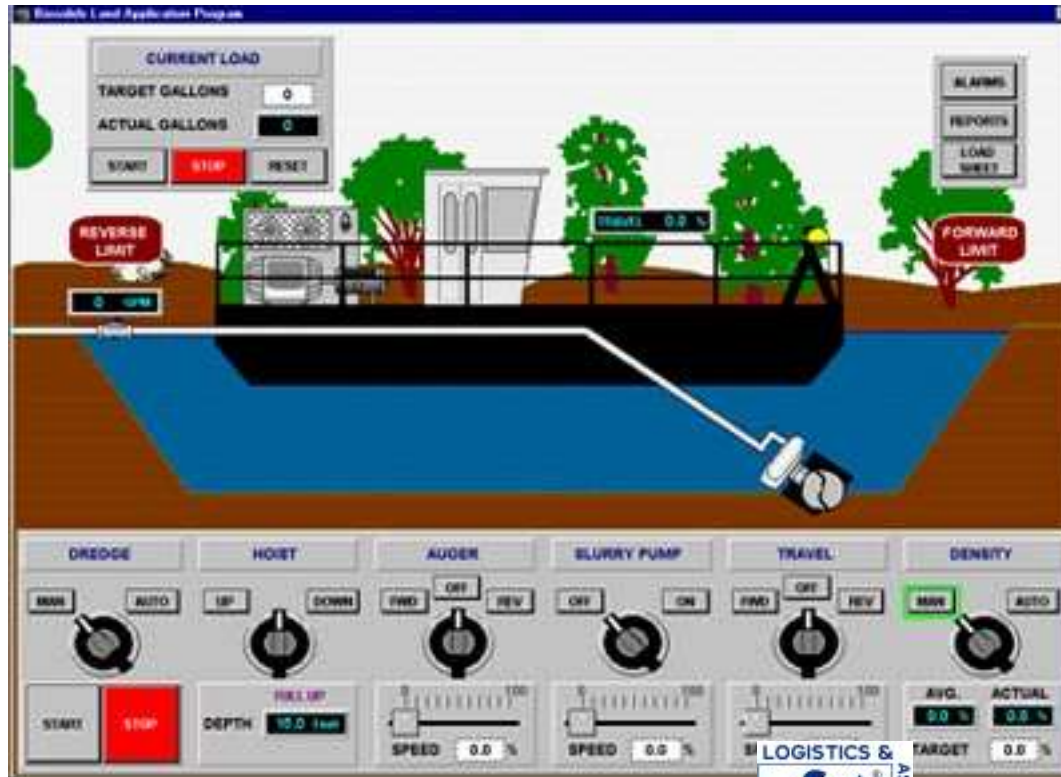 Land Application Program
CURRENT LOAD
TARGET GALLONS 0
ACTUAL GALLONS 0
START STOP RESET
ALARMS
REPORTS
LOAD
SHEET
REVERSE
LIMIT
TRAVEL 0.0 %
FORWARD
LIMIT
0 GPM
DREDGE HOIST AUGER SLURRY PUMP TRAVEL DENSITY
MAN AUTO UP DOWN FWD OFF REV OFF ON FWD OFF REV MAN AUTO
START STOP
FULL UP
DEPTH feet
0 100
SPEED 0.0 %
0 100
SPEED 0.0 %
0 100
AVG. ACTUAL
0.0 % 0.0 %
TARGET 0.0 %
LOGISTICS &